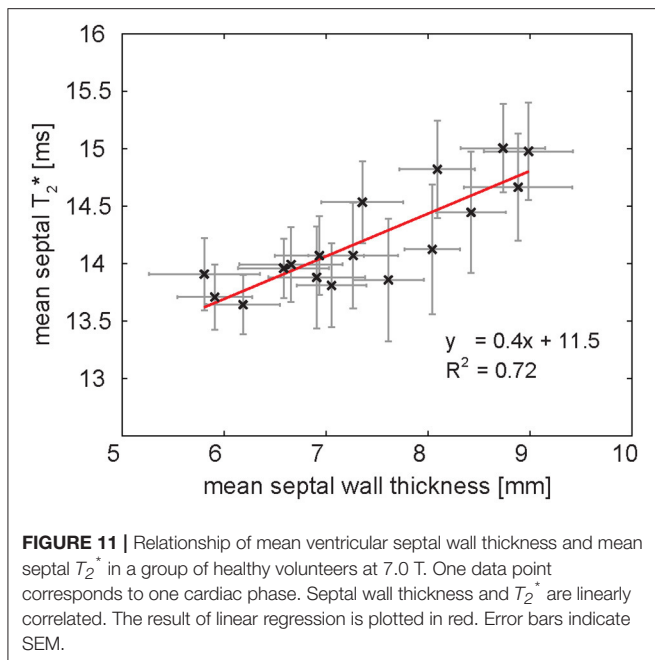 16
15.5
15
14.5
14
13.5
13
mean septal T₂* [ms]
y = 0.4x + 11.5
R² = 0.72
5 6 7 8 9 10
mean septal wall thickness [mm]
FIGURE 11 | Relationship of mean ventricular septal wall thickness and mean
septal T₂* in a group of healthy volunteers at 7.0 T. One data point
corresponds to one cardiac phase. Septal wall thickness and T₂* are linearly
correlated. The result of linear regression is plotted in red. Error bars indicate
SEM.